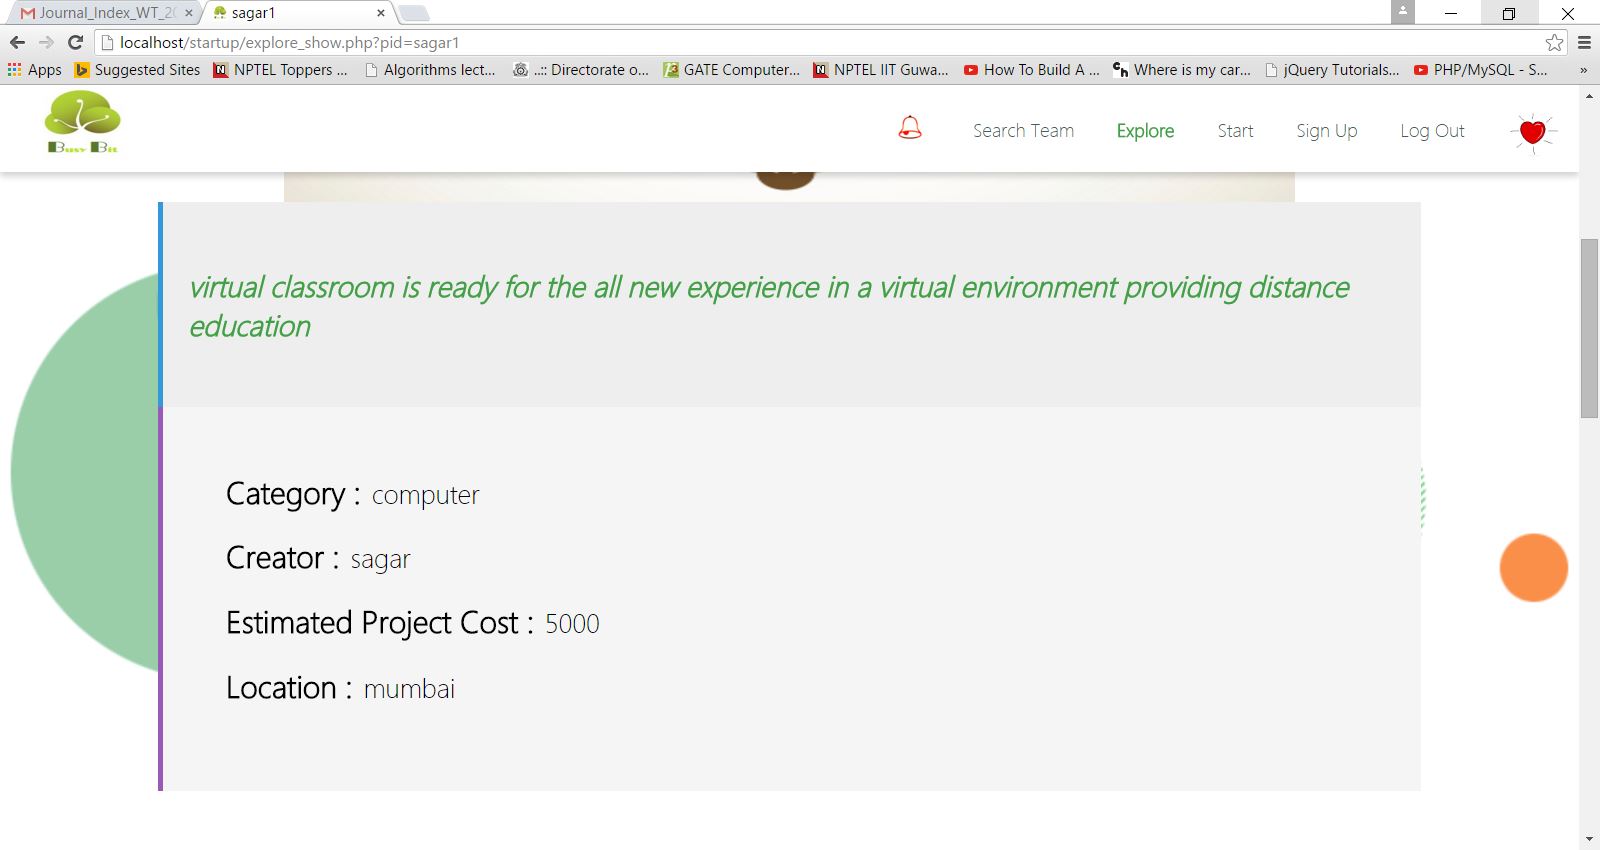 Journal_Index_WT_20
sagar1
localhost/startup/explore_show.php?pid=sagar1
Apps
Suggested Sites
NPTEL Toppers ...
Algorithms lect...
..:: Directorate o...
GATE Computer...
NPTEL IIT Guwa...
How To Build A ...
Where is my car...
jQuery Tutorials...
PHP/MySQL - S...
»
Busy Bit
Search Team
Explore
Start
Sign Up
Log Out
virtual classroom is ready for the all new experience in a virtual environment providing distance
education
Category : computer
Creator : sagar
Estimated Project Cost : 5000
Location : mumbai